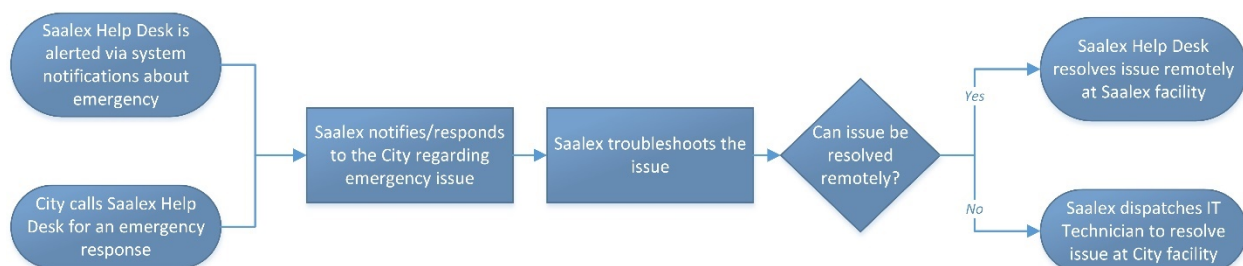 Saalex Help Desk is
alerted via system
notifications about
emergency
City calls Saalex Help
Desk for an emergency
response
Saalex notifies/responds
to the City regarding
emergency issue
Saalex troubleshoots the
issue
Can issue be
resolved
remotely?
Yes
Saalex Help Desk
resolves issue remotely
at Saalex facility
No
Saalex dispatches IT
Technician to resolve
issue at City facility